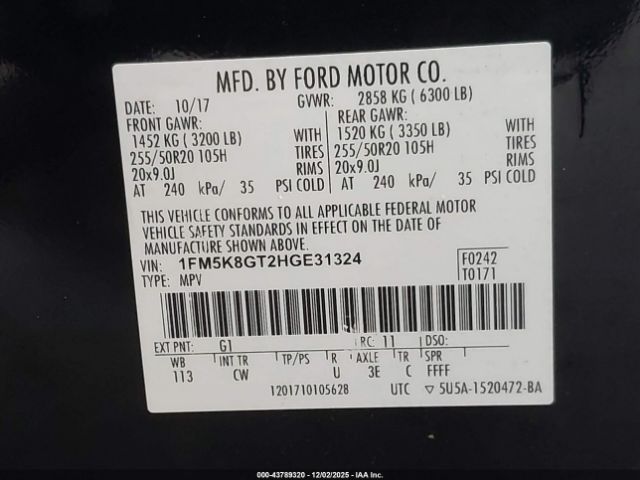 MFD. BY FORD MOTOR CO.
DATE: 10/17 GVWR: 2858 KG ( 6300 LB)
FRONT GAWR: REAR GAWR:
1452 KG ( 3200 LB) WITH 1520 KG ( 3350 LB) WITH
255/50R20 105H TIRES 255/50R20 105H TIRES
20x9.0J RIMS 20x9.0J RIMS
AT 240 kPa/ 35 PSI COLD AT 240 kPa/ 35 PSI COLD
THIS VEHICLE CONFORMS TO ALL APPLICABLE FEDERAL MOTOR
VEHICLE SAFETY STANDARDS IN EFFECT ON THE DATE OF
MANUFACTURE SHOWN ABOVE.
VIN: 1FM5K8GT2HGE31324 F0242
TYPE: MPV T0171
EXT PNT: G1 RC: 11 DSO:
WB INT TR TP/PS R AXLE TR SPR
113 CW U 3E C FFFF
1201710105628 UTC ▽ 5U5A-1520472-BA
000-43789320 - 12/02/2025 - IAA Inc.